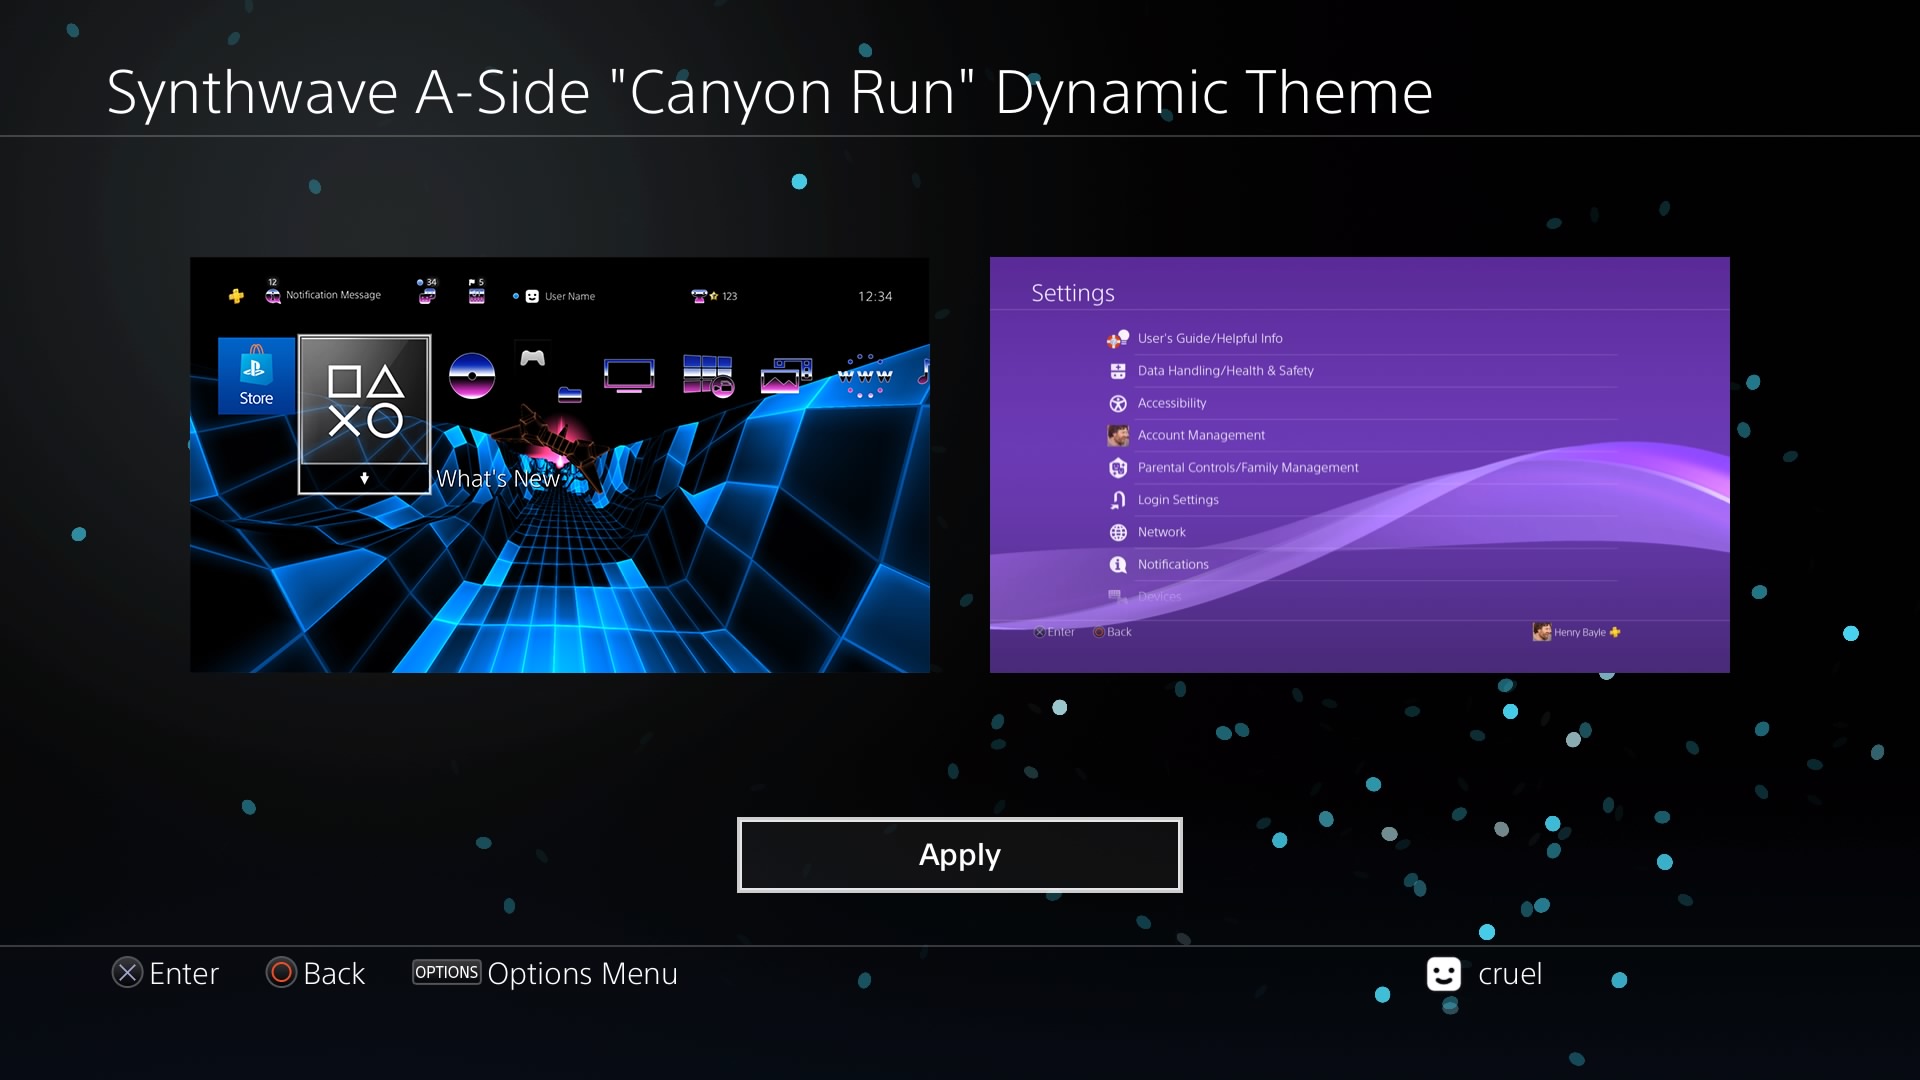 Synthwave A-Side "Canyon Run" Dynamic Theme
12
Notification Message
34
5
User Name
123
12:34
Store
What's New
www
Settings
User's Guide/Helpful Info
Data Handling/Health & Safety
Accessibility
Account Management
Parental Controls/Family Management
Login Settings
Network
Notifications
Devices
Enter Back Henry Bayle
Apply
Enter Back OPTIONS Options Menu cruel